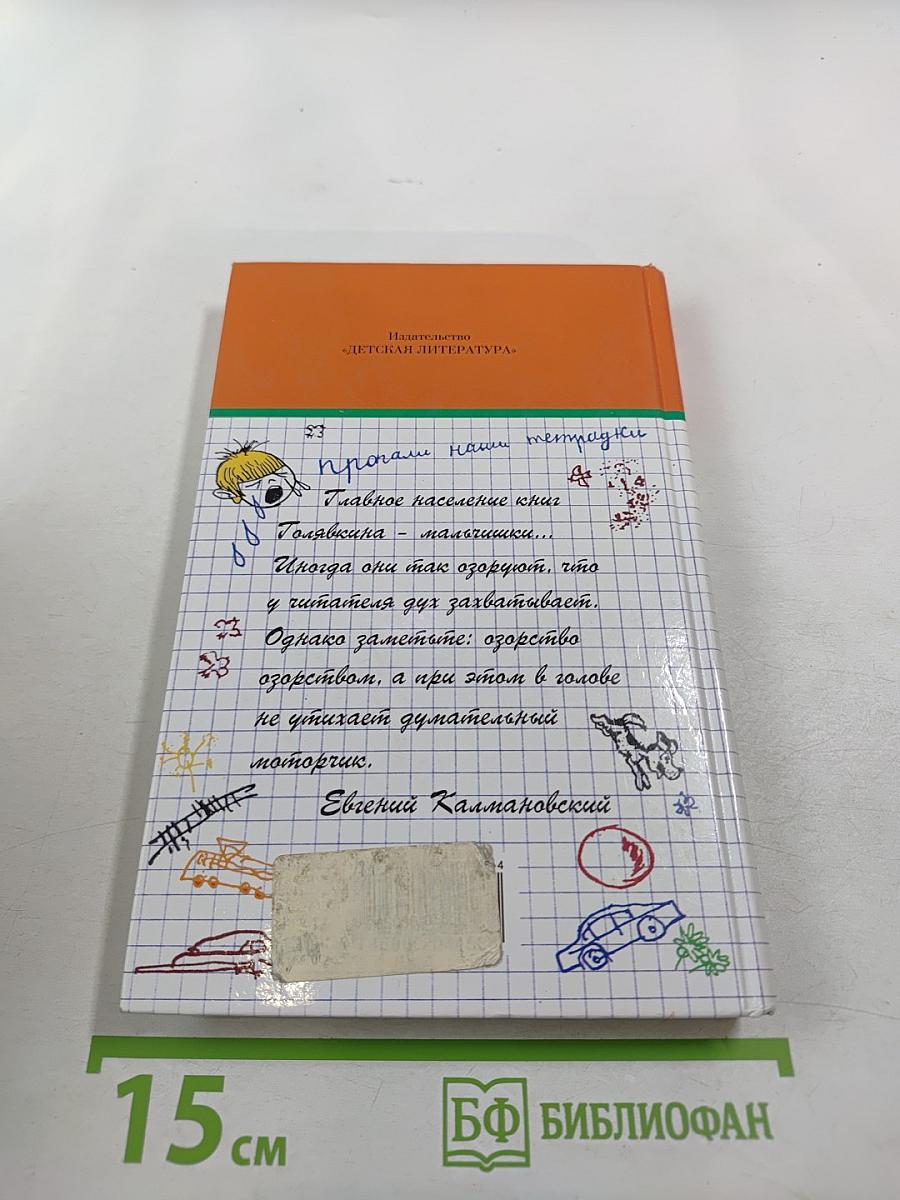 Издательство
«ДЕТСКАЯ ЛИТЕРАТУРА»
пропали наши тетрадки
Главное население книг
Голявкина – мальчишки...
Иногда они так озоруют, что
у читателя дух захватывает.
Однако заметьте: озорство
озорством, а при этом в голове
не утихает думательный
моторчик.
Евгений Калмановский
4
15 см
БФ БИБЛИОФАН